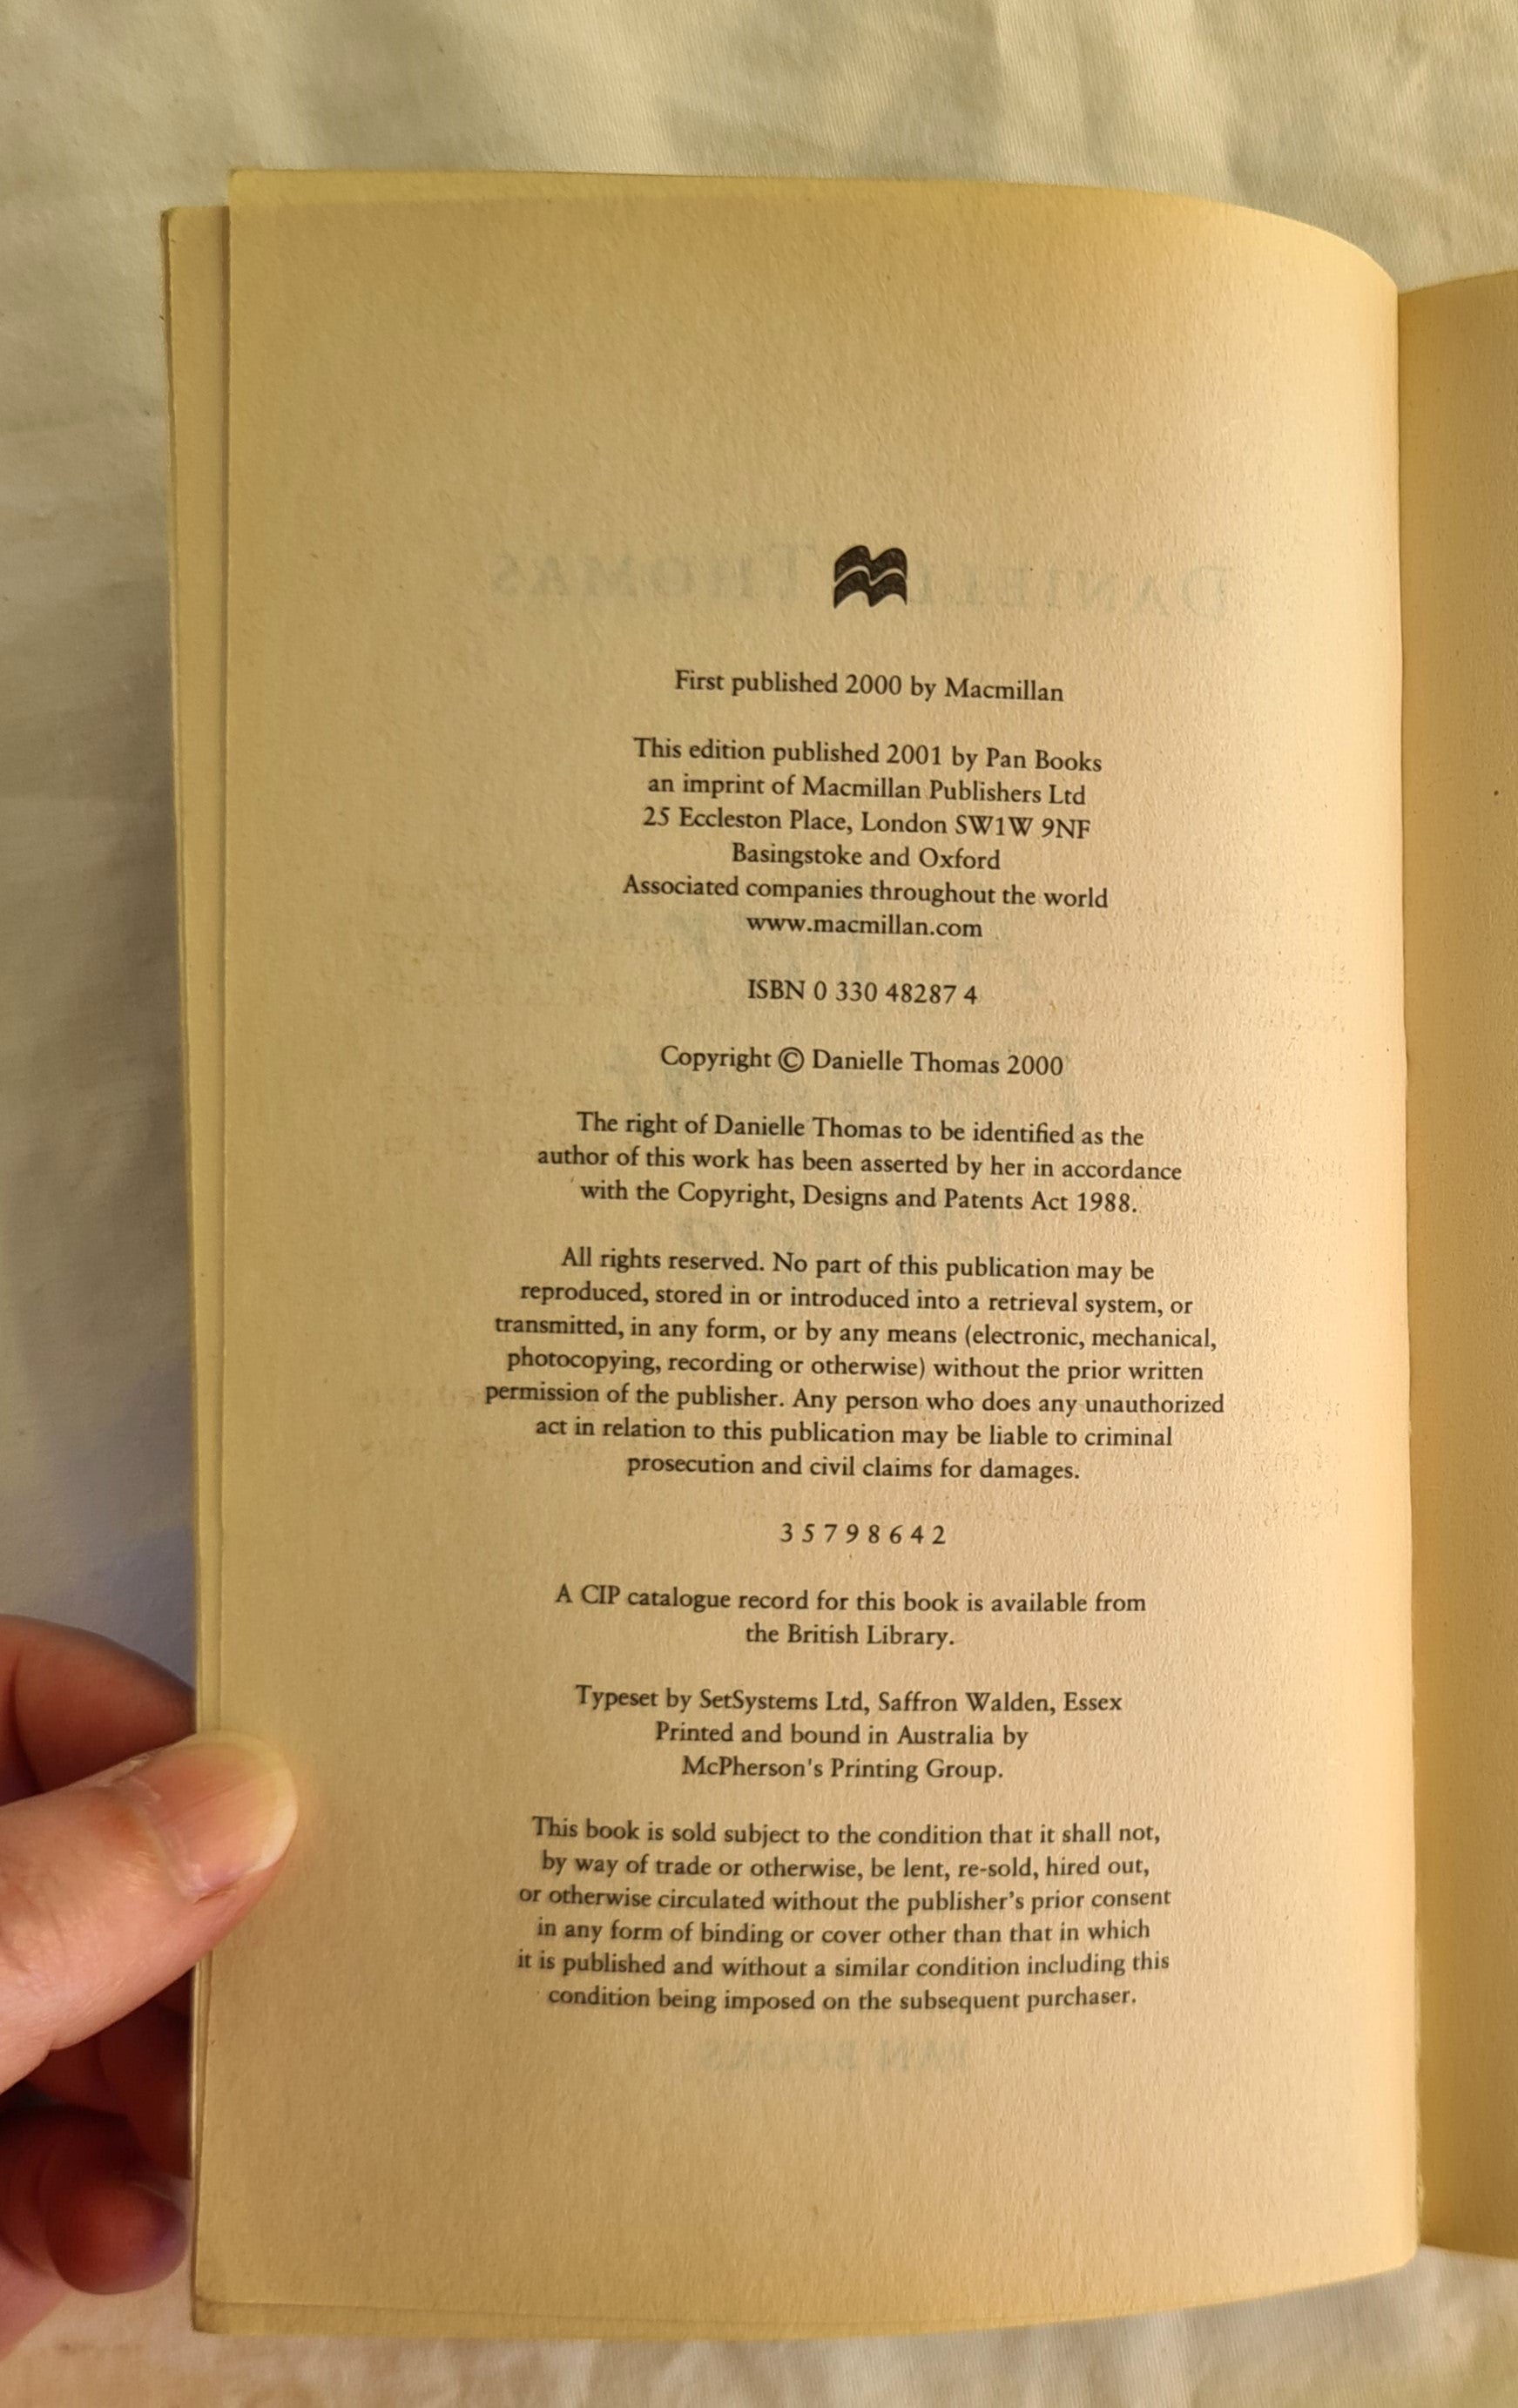 First published 2000 by Macmillan
This edition published 2001 by Pan Books
an imprint of Macmillan Publishers Ltd
25 Eccleston Place, London SW1W 9NF
Basingstoke and Oxford
Associated companies throughout the world
www.macmillan.com
ISBN 0 330 48287 4
Copyright © Danielle Thomas 2000
The right of Danielle Thomas to be identified as the
author of this work has been asserted by her in accordance
with the Copyright, Designs and Patents Act 1988.
All rights reserved. No part of this publication may be
reproduced, stored in or introduced into a retrieval system, or
transmitted, in any form, or by any means (electronic, mechanical,
photocopying, recording or otherwise) without the prior written
permission of the publisher. Any person who does any unauthorized
act in relation to this publication may be liable to criminal
prosecution and civil claims for damages.
3 5 7 9 8 6 4 2
A CIP catalogue record for this book is available from
the British Library.
Typeset by SetSystems Ltd, Saffron Walden, Essex
Printed and bound in Australia by
McPherson's Printing Group.
This book is sold subject to the condition that it shall not,
by way of trade or otherwise, be lent, re-sold, hired out,
or otherwise circulated without the publisher's prior consent
in any form of binding or cover other than that in which
it is published and without a similar condition including this
condition being imposed on the subsequent purchaser.